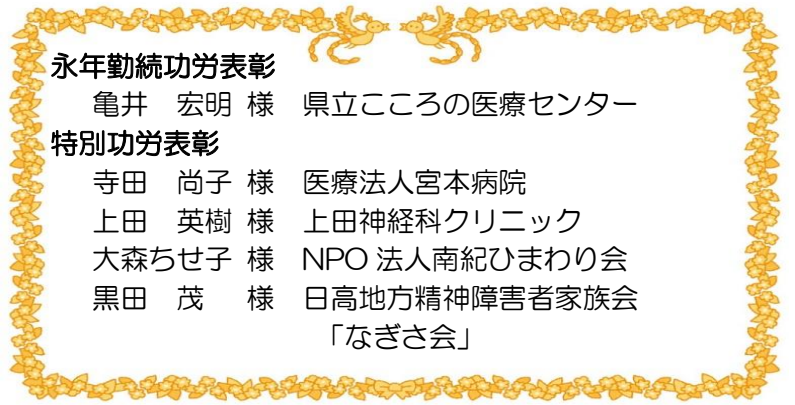 永年勤続功労表彰
亀井　宏明 様　県立こころの医療センター
特別功労表彰
寺田　尚子 様　医療法人宮本病院
上田　英樹 様　上田神経科クリニック
大森ちせ子 様　NPO 法人南紀ひまわり会
黒田　茂　 様　日高地方精神障害者家族会
「なぎさ会」